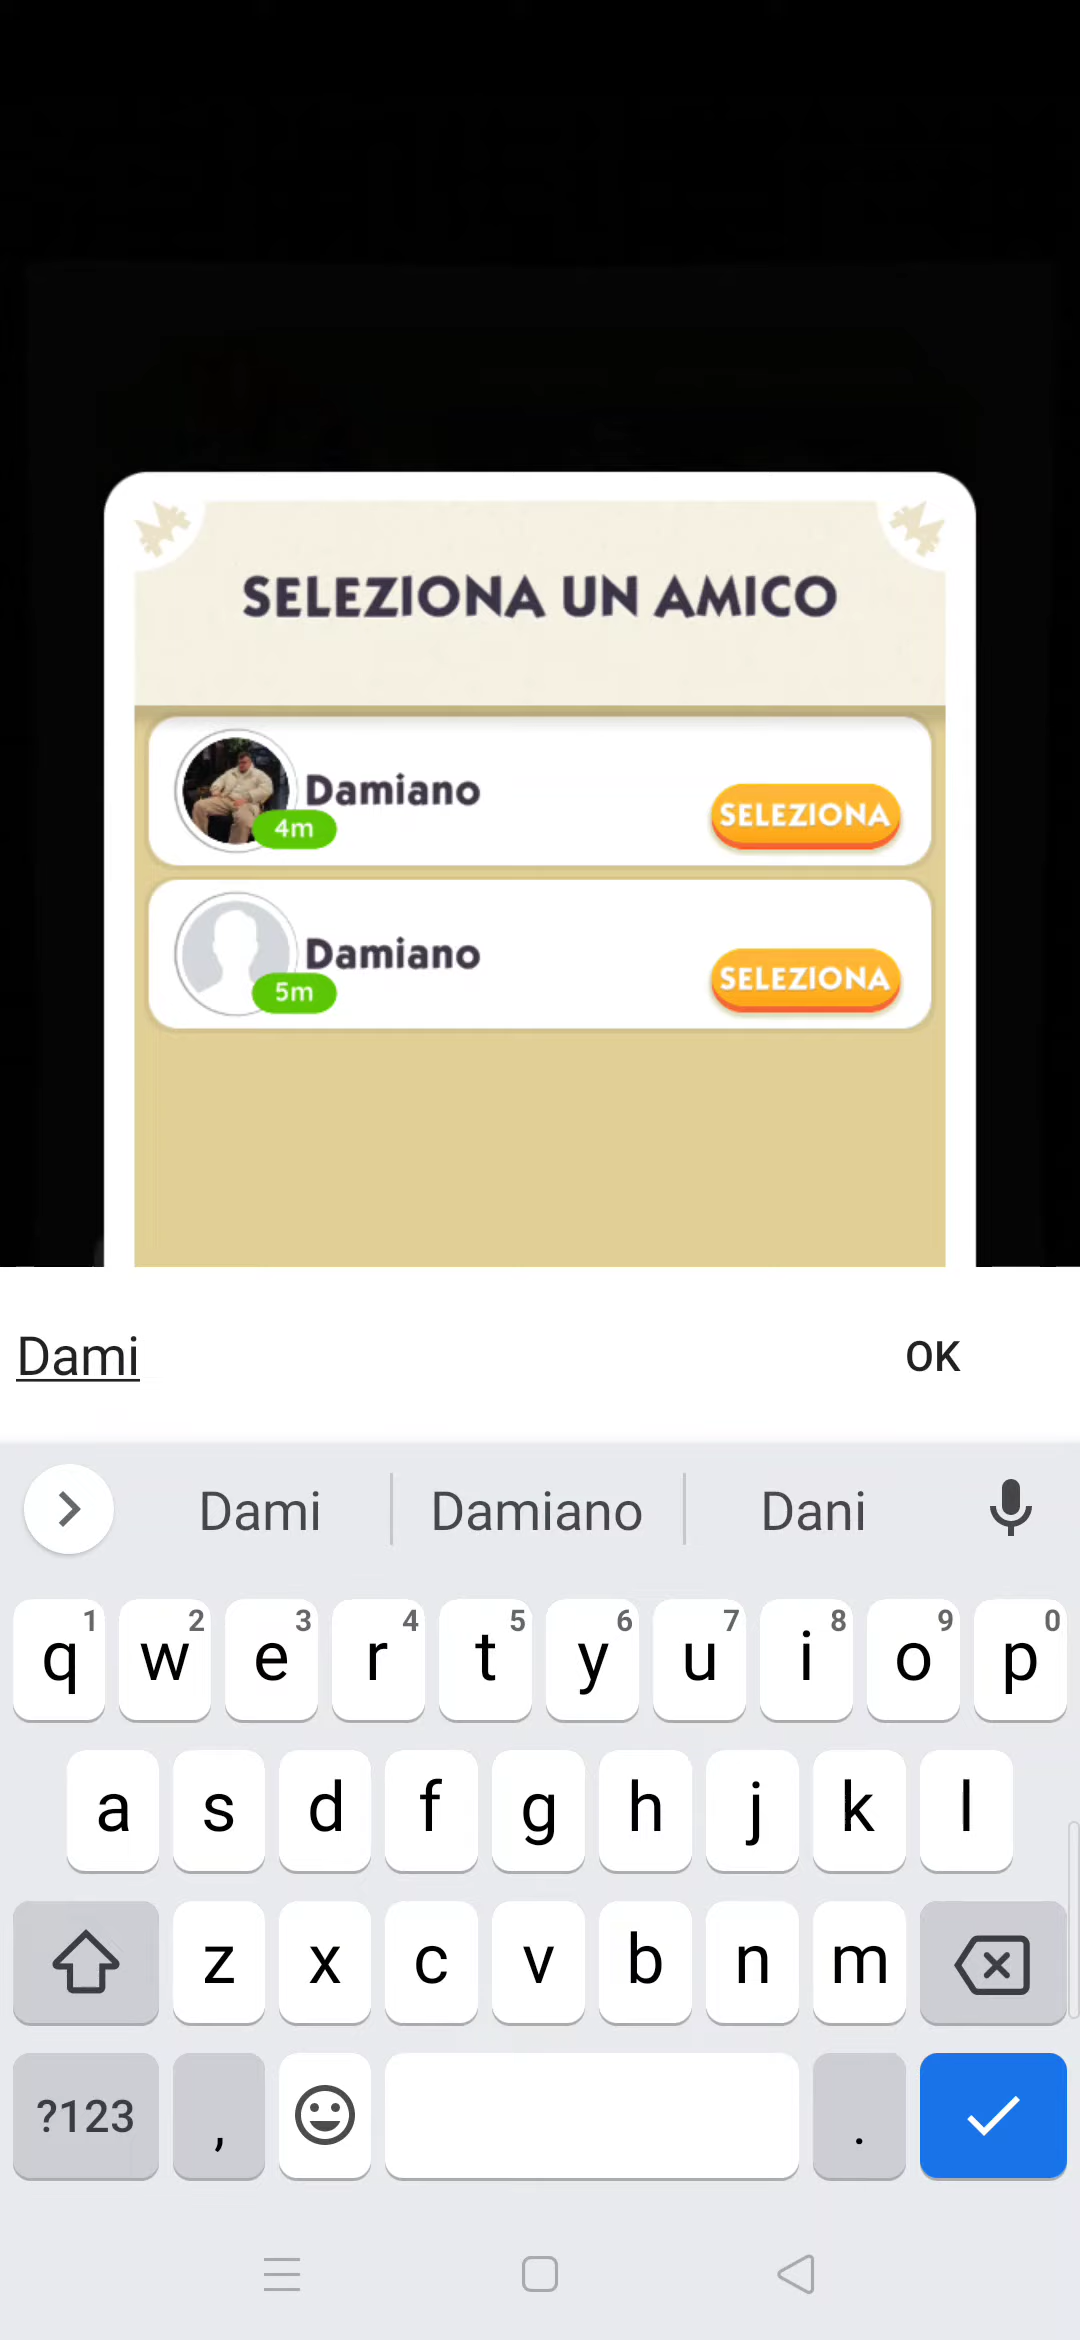 SELEZIONA UN AMICO
Damiano
4m
SELEZIONA
Damiano
5m
SELEZIONA
Dami
OK
Dami Damiano Dani
1 2 3 4 5 6 7 8 9 0
q w e r t y u i o p
a s d f g h j k l
z x c v b n m
?123 , .